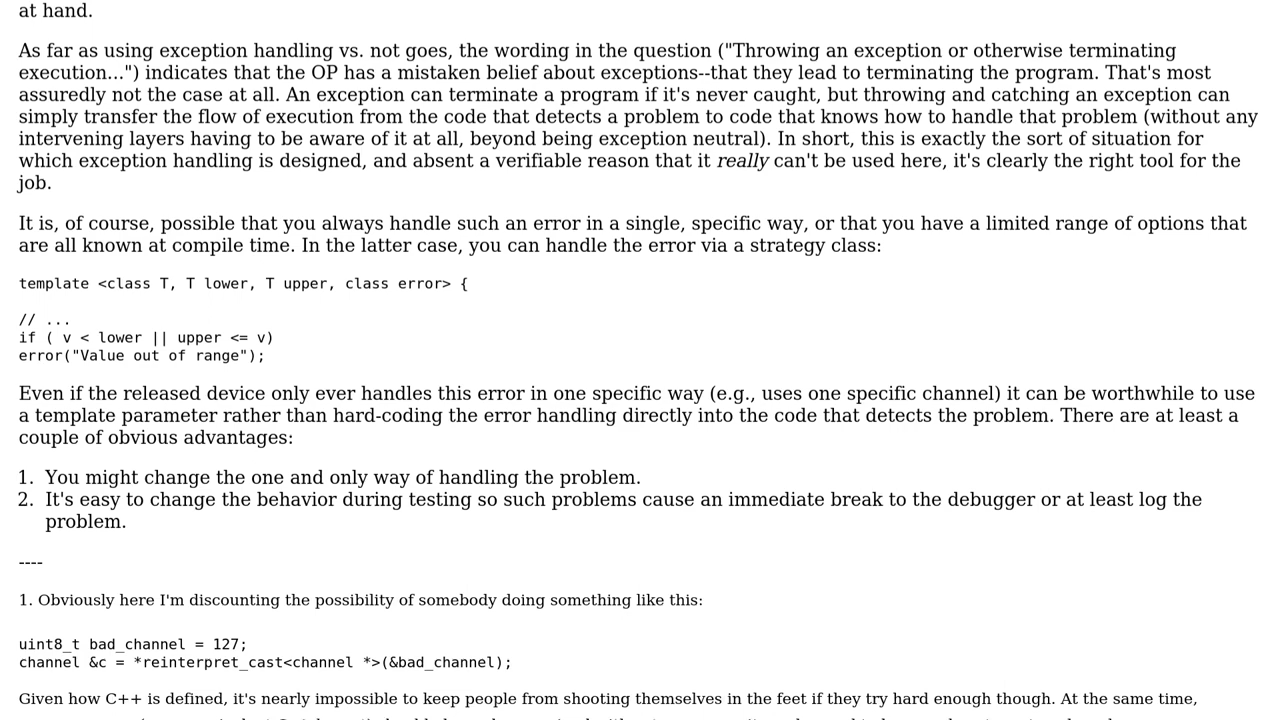 at hand.
As far as using exception handling vs. not goes, the wording in the question ("Throwing an exception or otherwise terminating
execution...") indicates that the OP has a mistaken belief about exceptions--that they lead to terminating the program. That's most
assuredly not the case at all. An exception can terminate a program if it's never caught, but throwing and catching an exception can
simply transfer the flow of execution from the code that detects a problem to code that knows how to handle that problem (without any
intervening layers having to be aware of it at all, beyond being exception neutral). In short, this is exactly the sort of situation for
which exception handling is designed, and absent a verifiable reason that it really can't be used here, it's clearly the right tool for the
job.
It is, of course, possible that you always handle such an error in a single, specific way, or that you have a limited range of options that
are all known at compile time. In the latter case, you can handle the error via a strategy class:
template <class T, T lower, T upper, class error> {
// ...
if ( v < lower || upper <= v)
error("Value out of range");
Even if the released device only ever handles this error in one specific way (e.g., uses one specific channel) it can be worthwhile to use
a template parameter rather than hard-coding the error handling directly into the code that detects the problem. There are at least a
couple of obvious advantages:
1. You might change the one and only way of handling the problem.
2. It's easy to change the behavior during testing so such problems cause an immediate break to the debugger or at least log the
problem.
----
1. Obviously here I'm discounting the possibility of somebody doing something like this:
uint8_t bad_channel = 127;
channel &c = *reinterpret_cast<channel *>(&bad_channel);
Given how C++ is defined, it's nearly impossible to keep people from shooting themselves in the feet if they try hard enough though. At the same time,